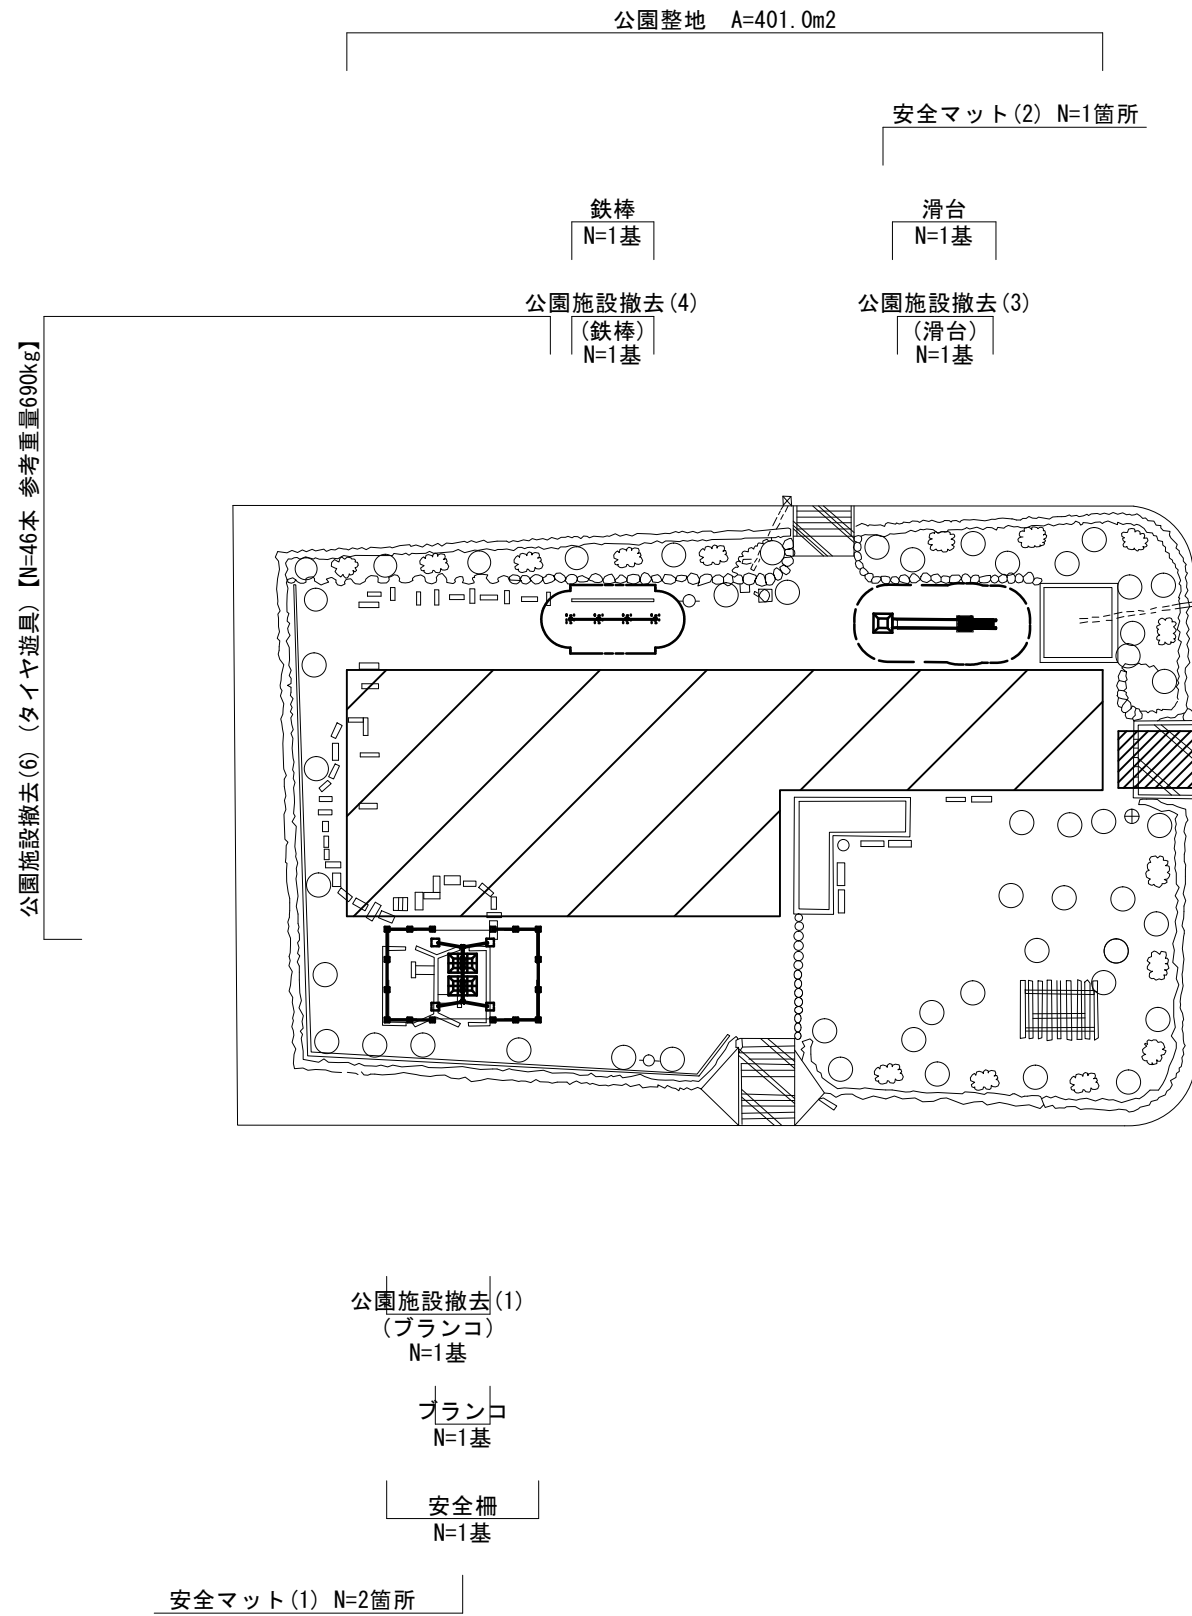 公園整地　A=401.0m2
安全マット(2) N=1箇所
鉄棒
N=1基
滑台
N=1基
公園施設撤去(4)
(鉄棒)
N=1基
公園施設撤去(3)
(滑台)
N=1基
公園施設撤去(6) (タイヤ遊具)【N=46本 参考重量690kg】
公園施設撤去(1)
(ブランコ)
N=1基
ブランコ
N=1基
安全柵
N=1基
安全マット(1) N=2箇所